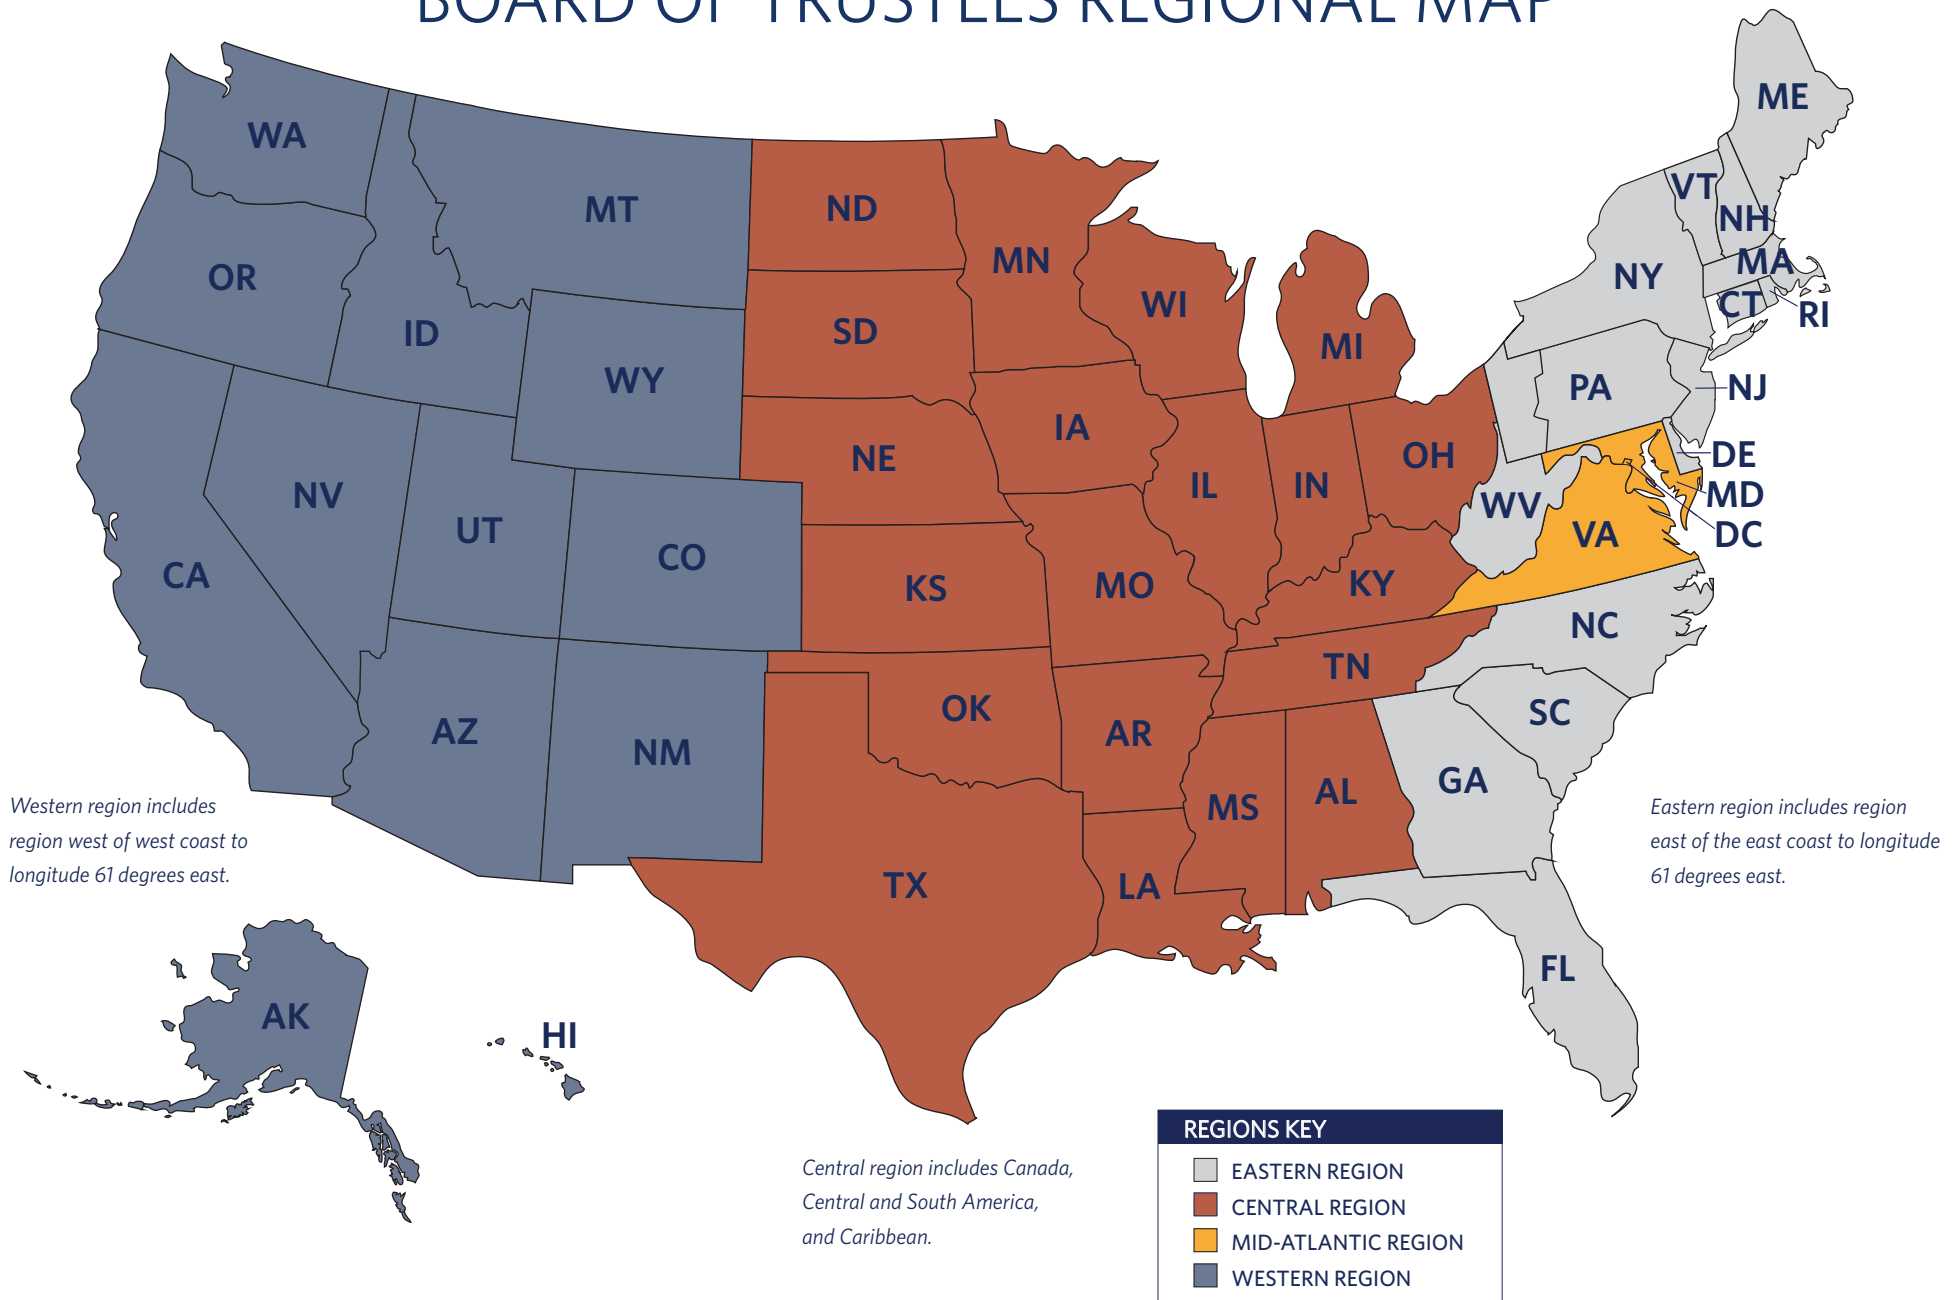 BOARD OF TRUSTEES REGIONAL MAP
ME
WA
VT
MT
ND
NH
MN
MA
OR
NY
WI
CT
RI
ID
SD
MI
WY
PA
NJ
IA
NE
OH
DE
IL
IN
NV
MD
WV
UT
VA
DC
CO
CA
KS
MO
KY
NC
TN
OK
SC
AZ
AR
NM
GA
AL
MS
Western region includes
region west of west coast to
longitude 61 degrees east.
Eastern region includes region
east of the east coast to longitude
61 degrees east.
TX
LA
FL
AK
HI
Central region includes Canada,
Central and South America,
and Caribbean.
REGIONS KEY
EASTERN REGION
CENTRAL REGION
MID-ATLANTIC REGION
WESTERN REGION